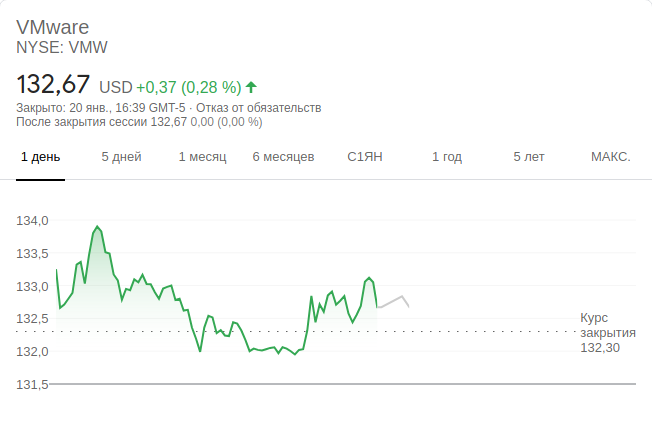 VMware
NYSE: VMW
132,67 USD +0,37 (0,28 %)
Закрыто: 20 янв., 16:39 GMT-5 · Отказ от обязательств
После закрытия сессии 132,67 0,00 (0,00 %)
1 день 5 дней 1 месяц 6 месяцев С1ЯН 1 год 5 лет МАКС.
134,0
133,5
133,0
132,5
132,0
131,5
Курс
закрытия
132,30